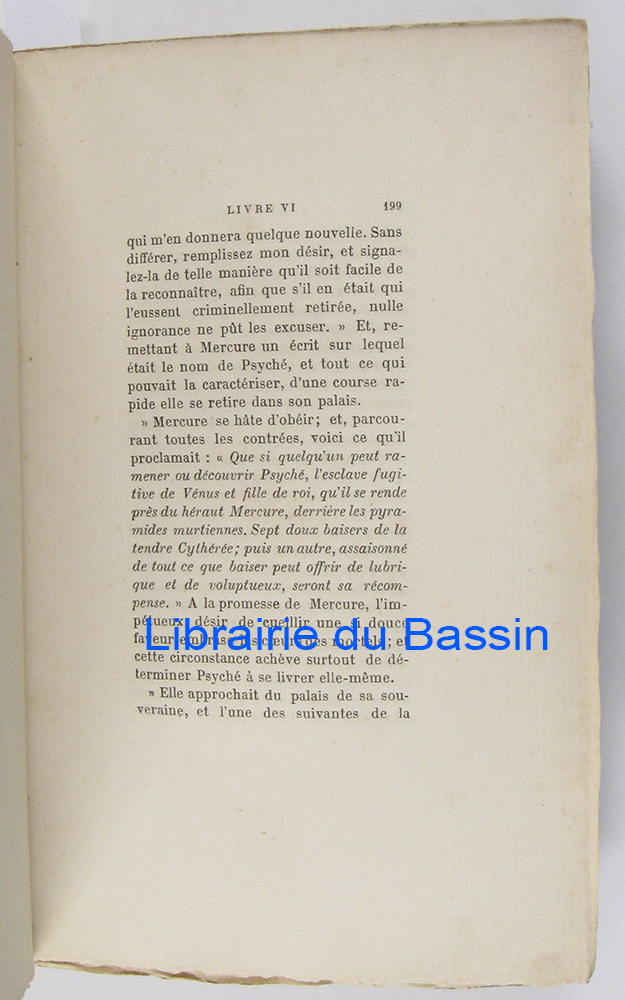 LIVRE VI 199
qui m'en donnera quelque nouvelle. Sans
différer, remplissez mon désir, et signa-
lez-la de telle manière qu'il soit facile de
la reconnaître, afin que s'il en était qui
l'eussent criminellement retirée, nulle
ignorance ne pût les excuser. » Et, re-
mettant à Mercure un écrit sur lequel
était le nom de Psyché, et tout ce qui
pouvait la caractériser, d'une course ra-
pide elle se retire dans son palais.
» Mercure se hâte d'obéir; et, parcou-
rant toutes les contrées, voici ce qu'il
proclamait : « Que si quelqu'un peut ra-
mener ou découvrir Psyché, l'esclave fugi-
tive de Vénus et fille de roi, qu'il se rende
près du héraut Mercure, derrière les pyra-
mides murtiennes. Sept doux baisers de la
tendre Cythérée; puis un autre, assaisonné
de tout ce que baiser peut offrir de lubri-
que et de voluptueux, seront sa récom-
pense. » A la promesse de Mercure, l'im-
pétueux désir de cueillir une si douce
faveur embrase les cœurs des mortels; et
Librairie du Bassin
cette circonstance achève surtout de dé-
terminer Psyché à se livrer elle-même.
» Elle approchait du palais de sa sou-
veraine, et l'une des suivantes de la